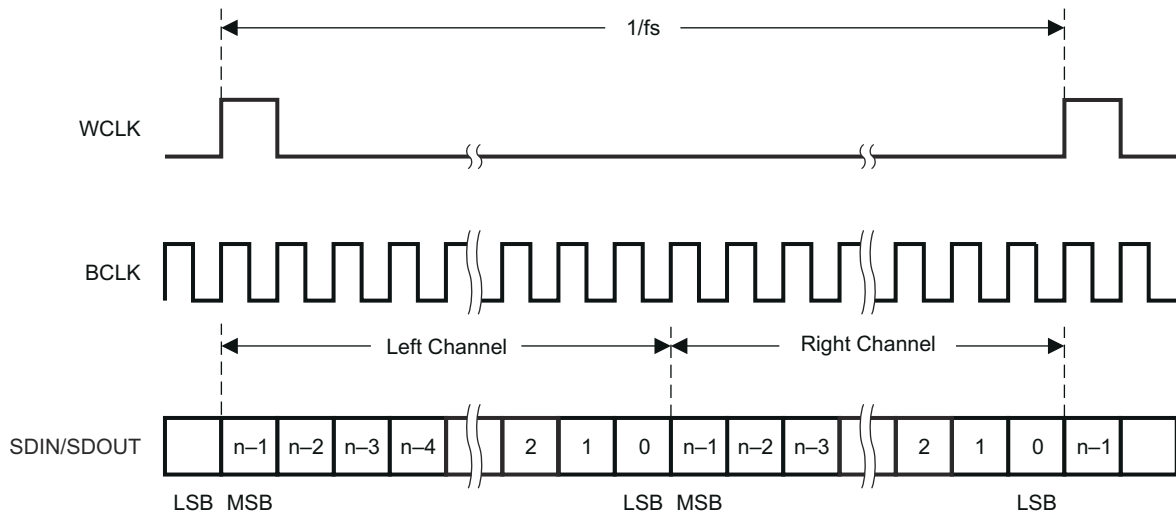 1/fs
WCLK
BCLK
Left Channel
Right Channel
SDIN/SDOUT n–1 n–2 n–3 n–4 2 1 0 n–1 n–2 n–3 2 1 0 n–1
LSB MSB LSB MSB LSB